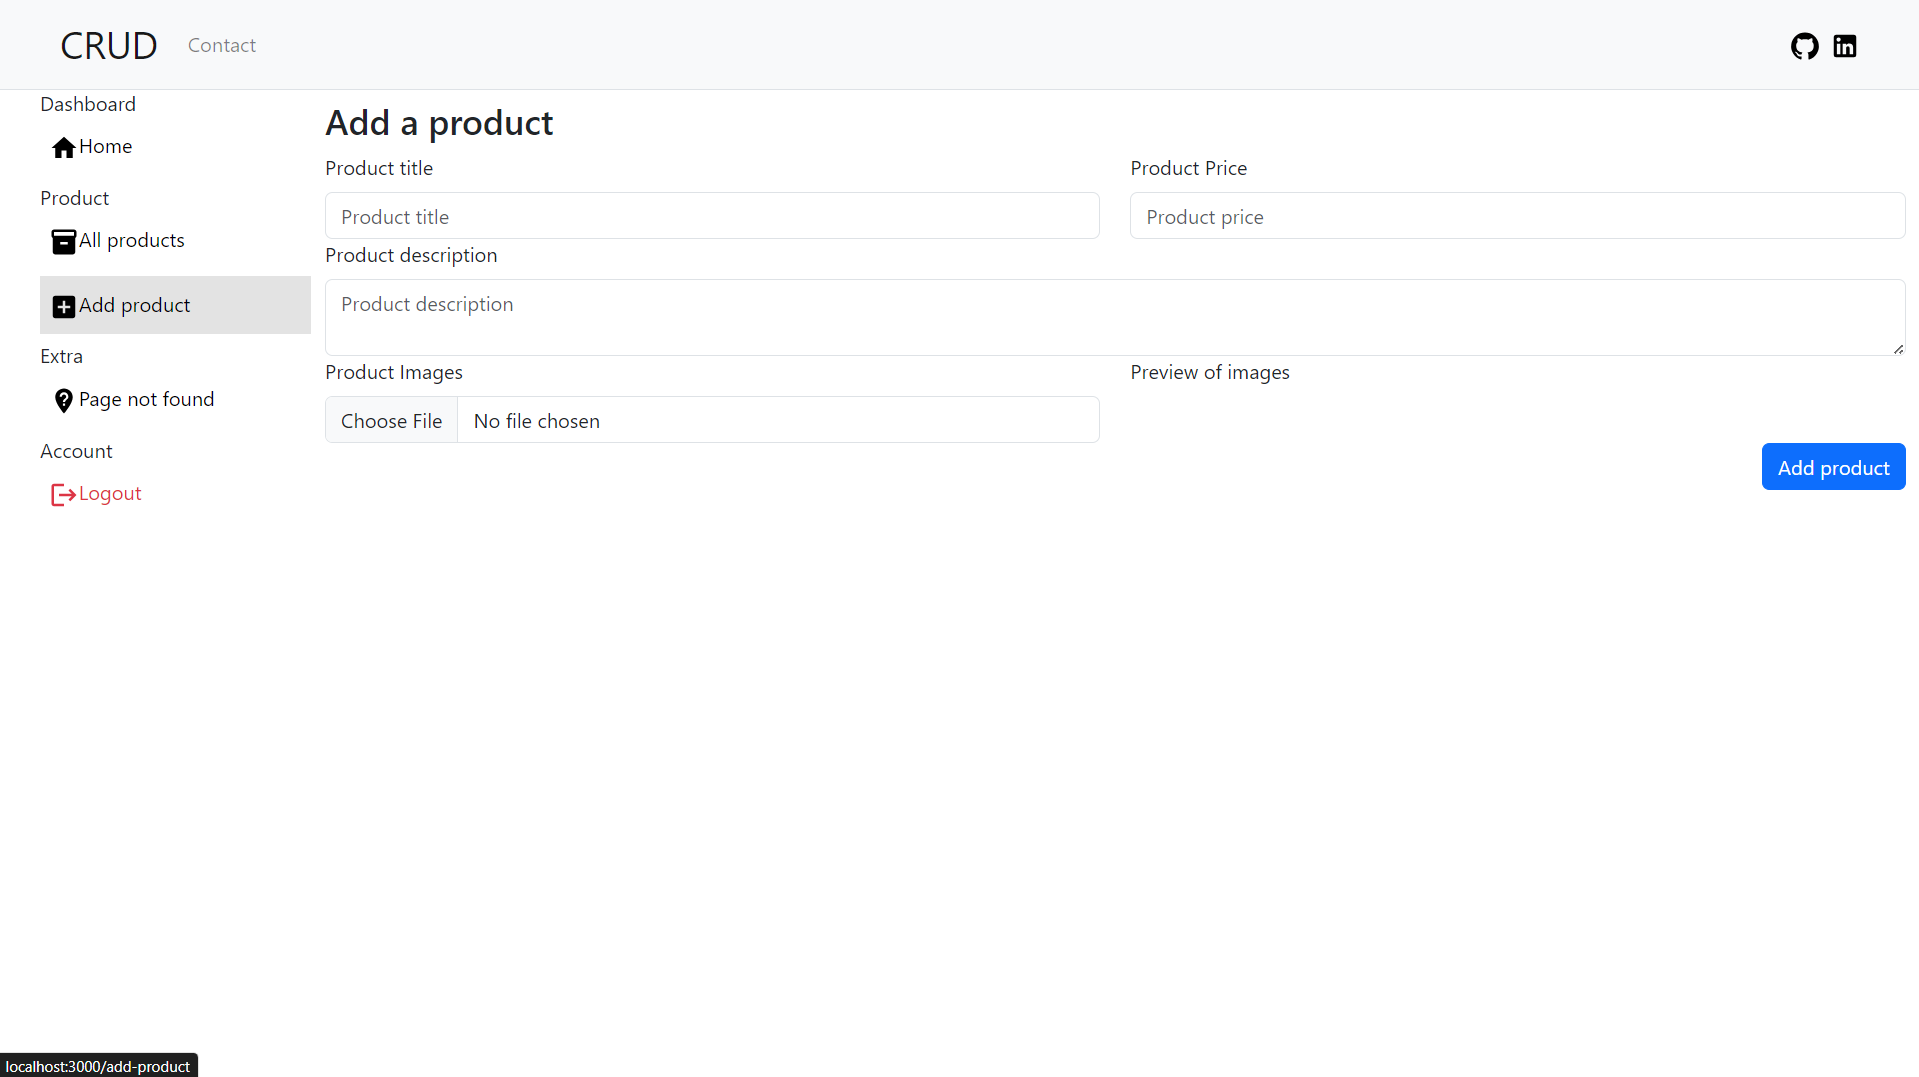 CRUD Contact
Dashboard
Home
Product
All products
Add product
Extra
Page not found
Account
Logout
Add a product
Product title
Product title
Product Price
Product price
Product description
Product description
Product Images
Choose File No file chosen
Preview of images
Add product
localhost:3000/add-product